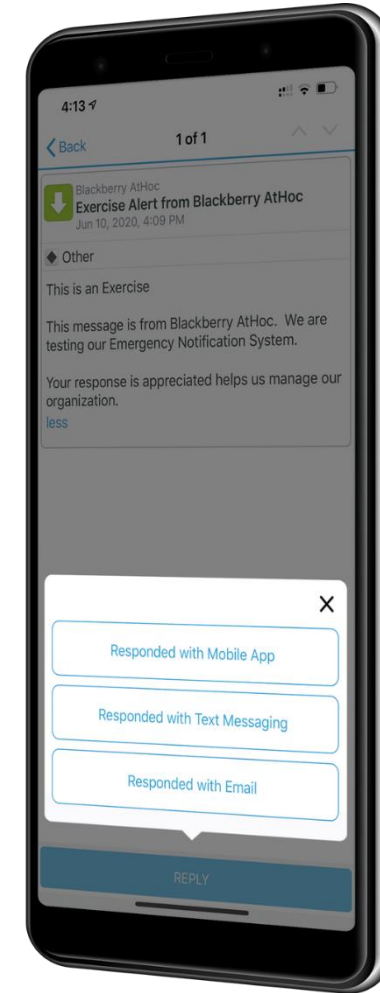 4:13
Back
1 of 1
Blackberry AtHoc
Exercise Alert from Blackberry AtHoc
Jun 10, 2020, 4:09 PM
Other
This is an Exercise
This message is from Blackberry AtHoc. We are
testing our Emergency Notification System.
Your response is appreciated helps us manage our
organization.
less
X
Responded with Mobile App
Responded with Text Messaging
Responded with Email
REPLY